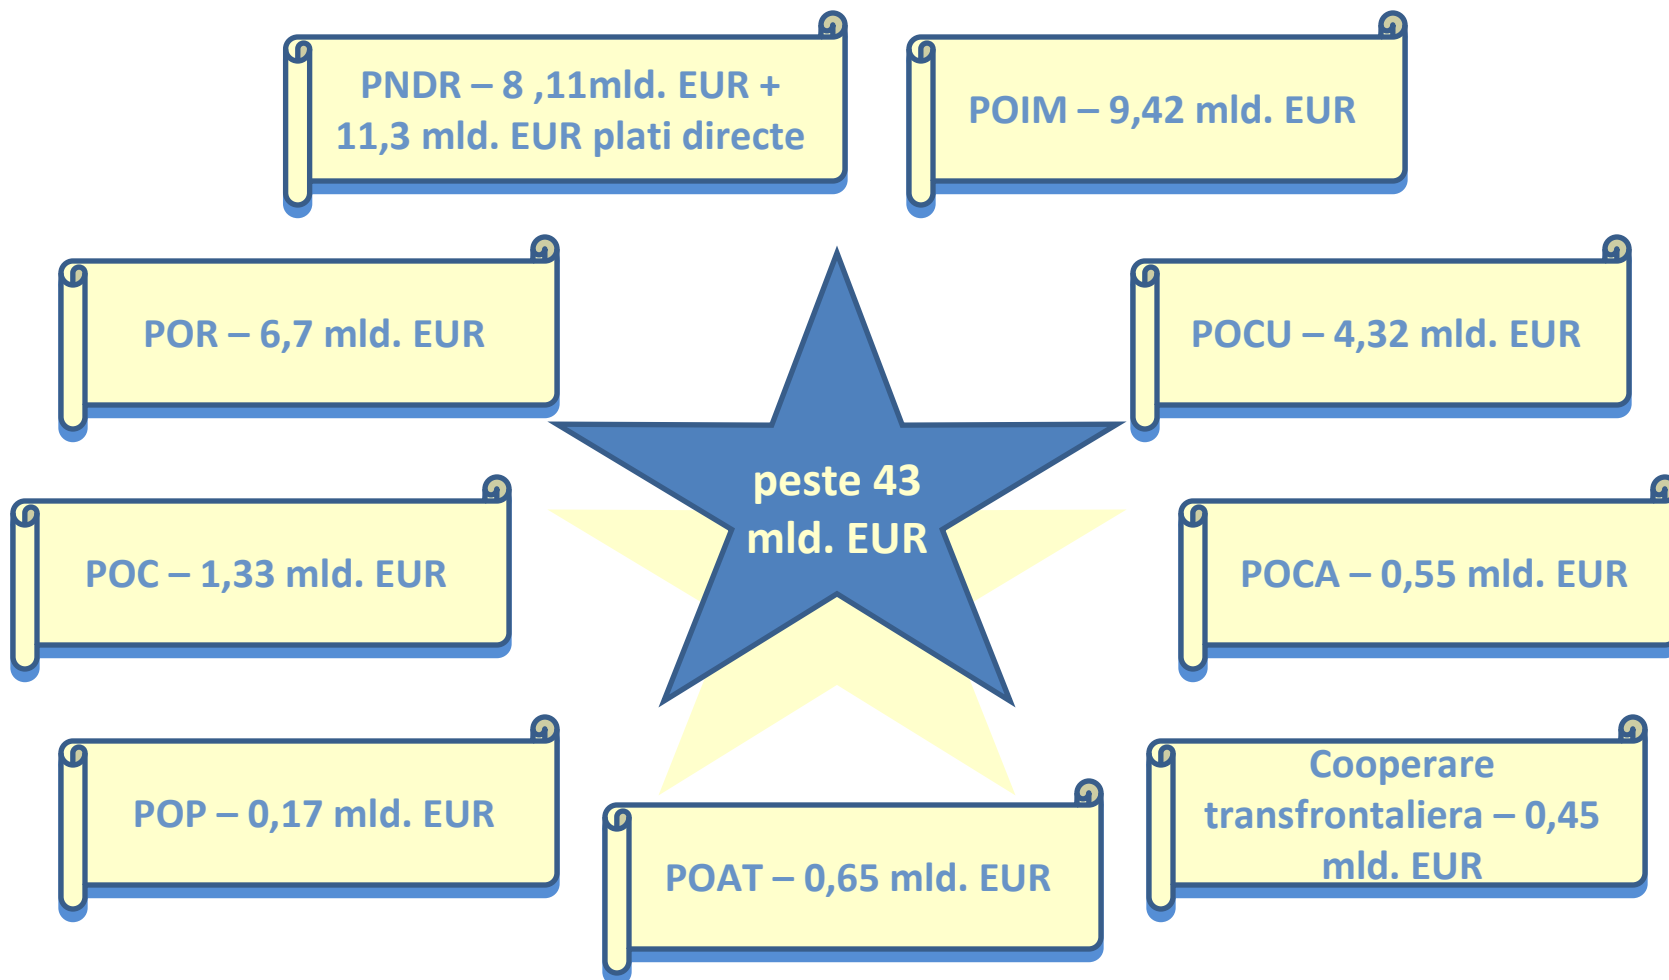 PNDR – 8 ,11mld. EUR +
11,3 mld. EUR plati directe
POIM – 9,42 mld. EUR
POR – 6,7 mld. EUR
POCU – 4,32 mld. EUR
peste 43
mld. EUR
POC – 1,33 mld. EUR
POCA – 0,55 mld. EUR
POP – 0,17 mld. EUR
POAT – 0,65 mld. EUR
Cooperare
transfrontaliera – 0,45
mld. EUR